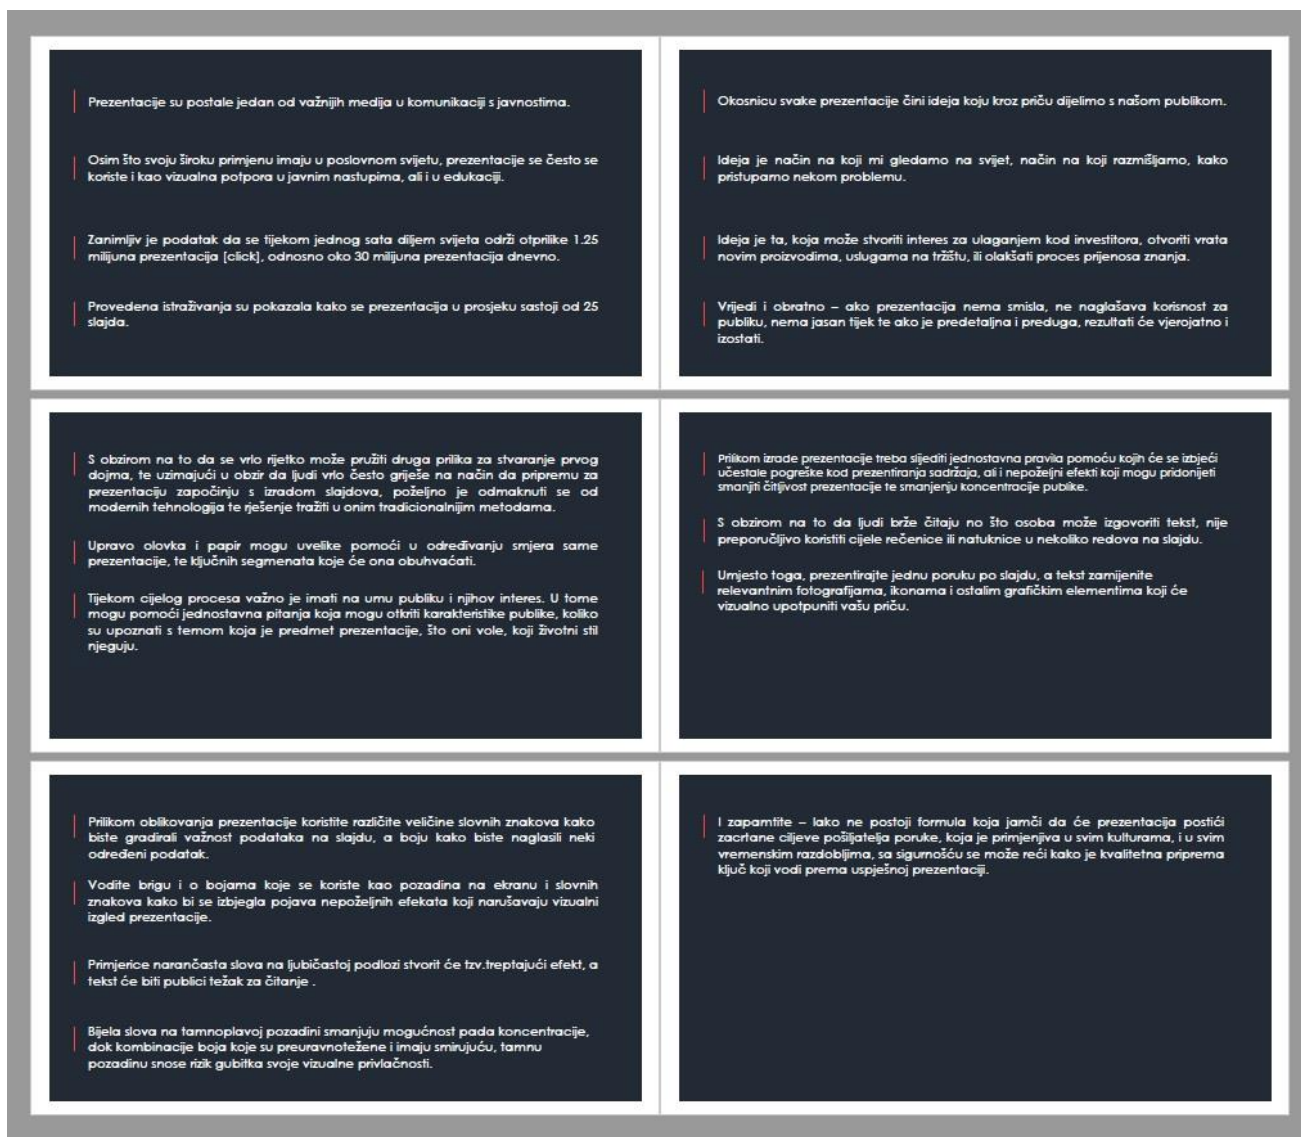 Prezentacije su postale jedan od važnijih medija u komunikaciji s javnostima.
Osim što svoju široku primjenu imaju u poslovnom svijetu, prezentacije se često se
koriste i kao vizualna potpora u javnim nastupima, ali i u edukaciji.
Zanimljiv je podatak da se tijekom jednog sata diljem svijeta održi otprilike 1.25
milijuna prezentacija [click], odnosno oko 30 milijuna prezentacija dnevno.
Provedena istraživanja su pokazala kako se prezentacija u prosjeku sastoji od 25
slajda.
Okosnicu svake prezentacije čini ideja koju kroz priču dijelimo s našom publikom.
Ideja je način na koji mi gledamo na svijet, način na koji razmišljamo, kako
pristupamo nekom problemu.
Ideja je ta, koja može stvoriti interes za ulaganjem kod investitora, otvoriti vrata
novim proizvodima, uslugama na tržištu, ili olakšati proces prijenosa znanja.
Vrijedi i obratno – ako prezentacija nema smisla, ne naglašava korisnost za
publiku, nema jasan tijek te ako je predetaljna i preduga, rezultati će vjerojatno i
izostati.
S obzirom na to da se vrlo rijetko može pružiti druga prilika za stvaranje prvog
dojma, te uzimajući u obzir da ljudi vrlo često griješe na način da pripremu za
prezentaciju započinju s izradom slajdova, poželjno je odmaknuti se od
modernih tehnologija te rješenje tražiti u onim tradicionalnijim metodama.
Upravo olovka i papir mogu uvelike pomoći u određivanju smjera same
prezentacije, te ključnih segmenata koje će ona obuhvaćati.
Tijekom cijelog procesa važno je imati na umu publiku i njihov interes. U tome
mogu pomoći jednostavna pitanja koja mogu otkriti karakteristike publike, koliko
su upoznati s temom koja je predmet prezentacije, što oni vole, koji životni stil
njeguju.
Prilikom izrade prezentacije treba slijediti jednostavna pravila pomoću kojih će se izbjeći
učestale pogreške kod prezentiranja sadržaja, ali i nepoželjni efekti koji mogu pridonijeti
smanjiti čitljivost prezentacije te smanjenju koncentracije publike.
S obzirom na to da ljudi brže čitaju no što osoba može izgovoriti tekst, nije
preporučljivo koristiti cijele rečenice ili natuknice u nekoliko redova na slajdu.
Umjesto toga, prezentirajte jednu poruku po slajdu, a tekst zamijenite
relevantnim fotografijama, ikonama i ostalim grafičkim elementima koji će
vizualno upotpuniti vašu priču.
Prilikom oblikovanja prezentacije koristite različite veličine slovnih znakova kako
biste gradirali važnost podataka na slajdu, a boju kako biste naglasili neki
određeni podatak.
Vodite brigu i o bojama koje se koriste kao pozadina na ekranu i slovnih
znakova kako bi se izbjegla pojava nepoželjnih efekata koji narušavaju vizualni
izgled prezentacije.
Primjerice narančasta slova na ljubičastoj podlozi stvorit će tzv.treptajući efekt, a
tekst će biti publici težak za čitanje .
Bijela slova na tamnoplavoj pozadini smanjuju mogućnost pada koncentracije,
dok kombinacije boja koje su preuravnotežene i imaju smirujuću, tamnu
pozadinu snose rizik gubitka svoje vizualne privlačnosti.
I zapamtite – Iako ne postoji formula koja jamči da će prezentacija postići
zacrtane ciljeve pošiljatelja poruke, koja je primjenjiva u svim kulturama, i u svim
vremenskim razdobljima, sa sigurnošću se može reći kako je kvalitetna priprema
ključ koji vodi prema uspješnoj prezentaciji.